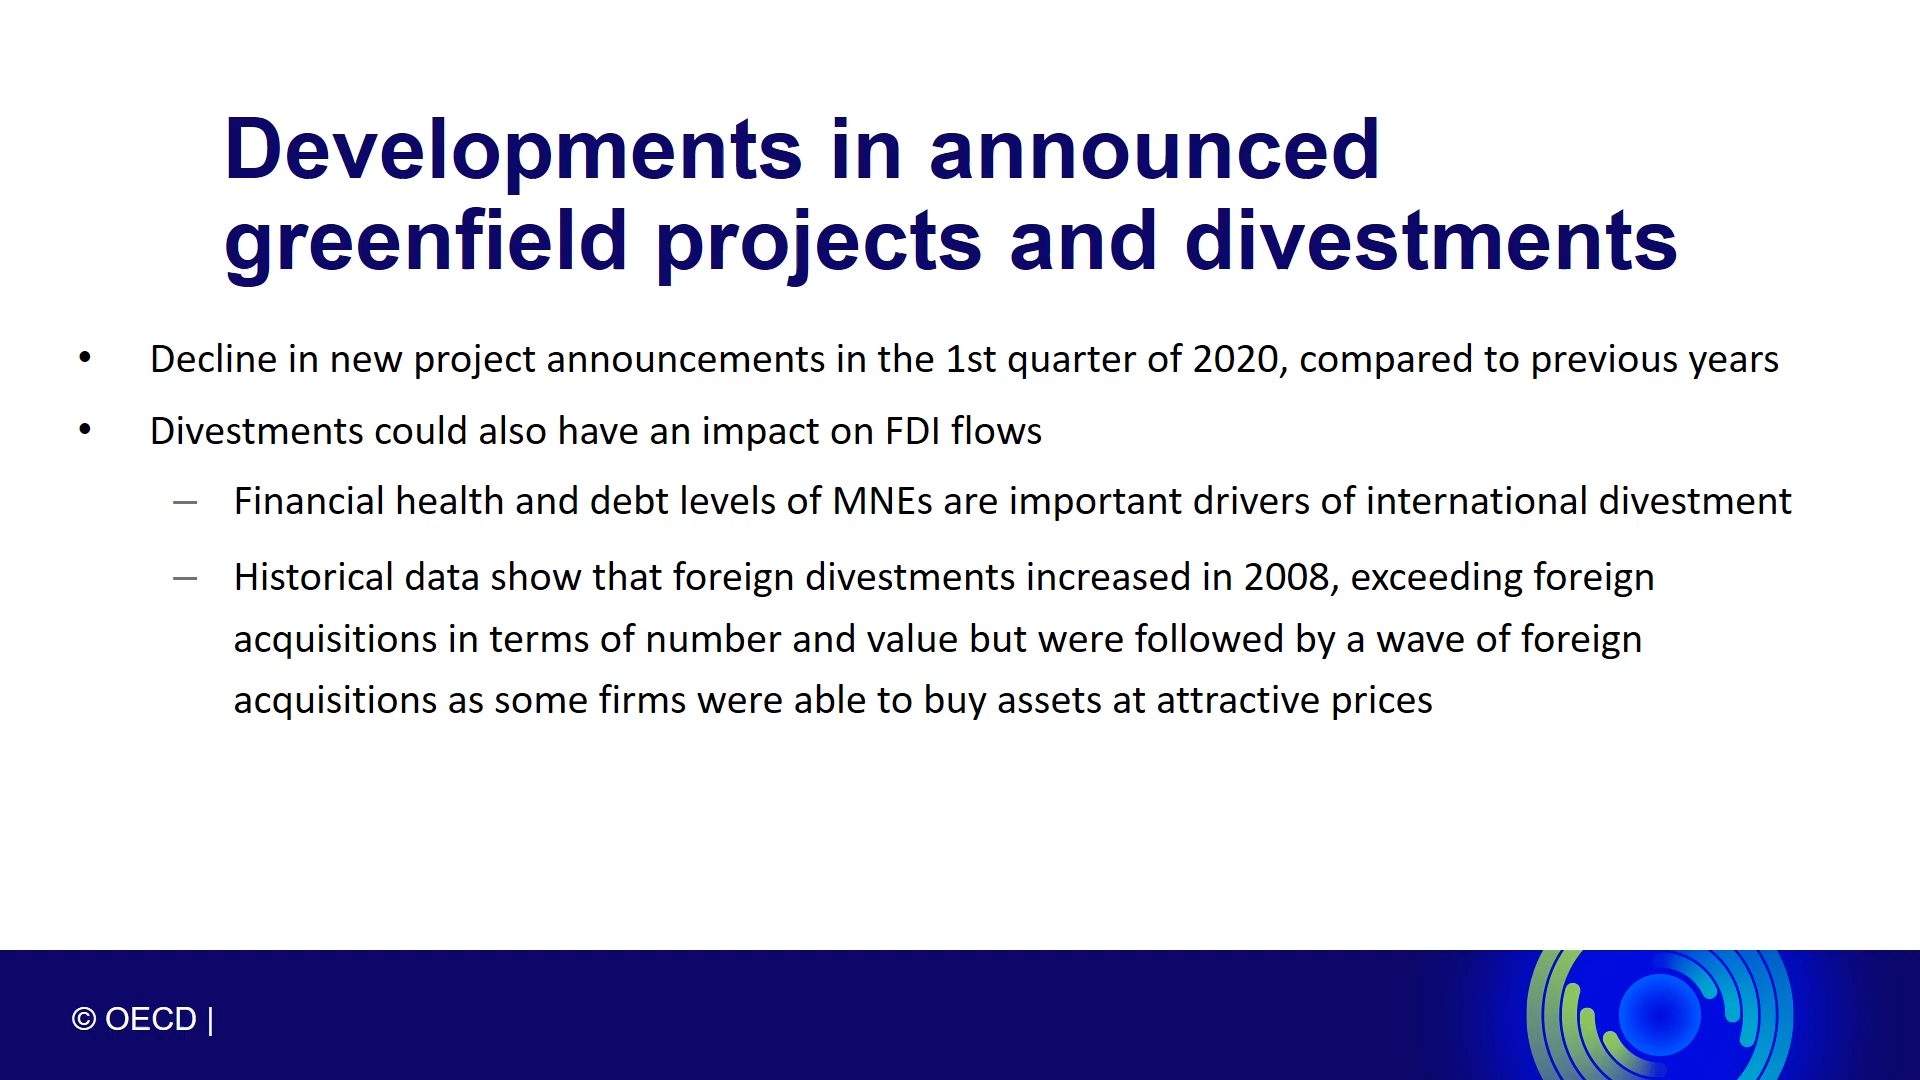 Developments in announced
greenfield projects and divestments
• Decline in new project announcements in the 1st quarter of 2020, compared to previous years
• Divestments could also have an impact on FDI flows
– Financial health and debt levels of MNEs are important drivers of international divestment
– Historical data show that foreign divestments increased in 2008, exceeding foreign
acquisitions in terms of number and value but were followed by a wave of foreign
acquisitions as some firms were able to buy assets at attractive prices
© OECD |